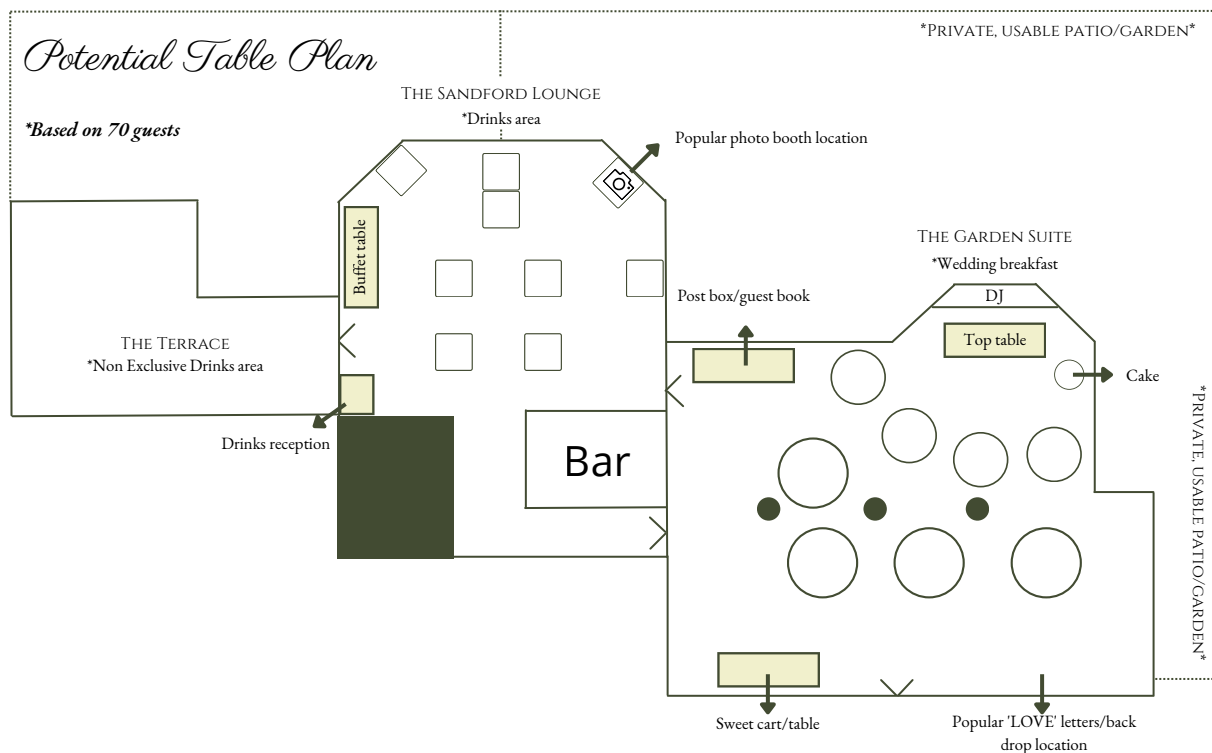 *Private, usable patio/garden*
Potential Table Plan
The Sandford Lounge
*Drinks area
*Based on 70 guests
Popular photo booth location
Buffet table
The Garden Suite
*Wedding breakfast
DJ
Post box/guest book
Top table
The Terrace
*Non Exclusive Drinks area
Cake
Drinks reception
Bar
*Private, usable patio/garden*
Sweet cart/table
Popular 'LOVE' letters/back
drop location